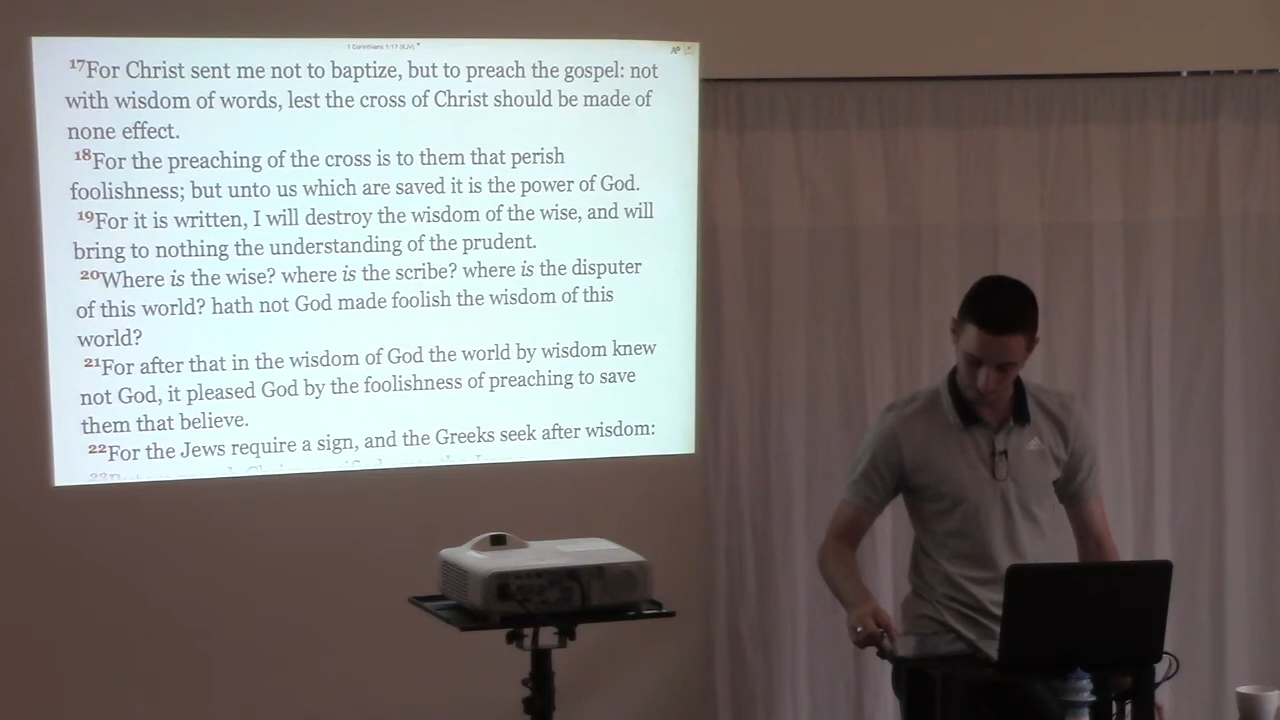 1 Corinthians 1:17 (KJV)
17For Christ sent me not to baptize, but to preach the gospel: not
with wisdom of words, lest the cross of Christ should be made of
none effect.
18For the preaching of the cross is to them that perish
foolishness; but unto us which are saved it is the power of God.
19For it is written, I will destroy the wisdom of the wise, and will
bring to nothing the understanding of the prudent.
20Where is the wise? where is the scribe? where is the disputer
of this world? hath not God made foolish the wisdom of this
world?
21For after that in the wisdom of God the world by wisdom knew
not God, it pleased God by the foolishness of preaching to save
them that believe.
22For the Jews require a sign, and the Greeks seek after wisdom: